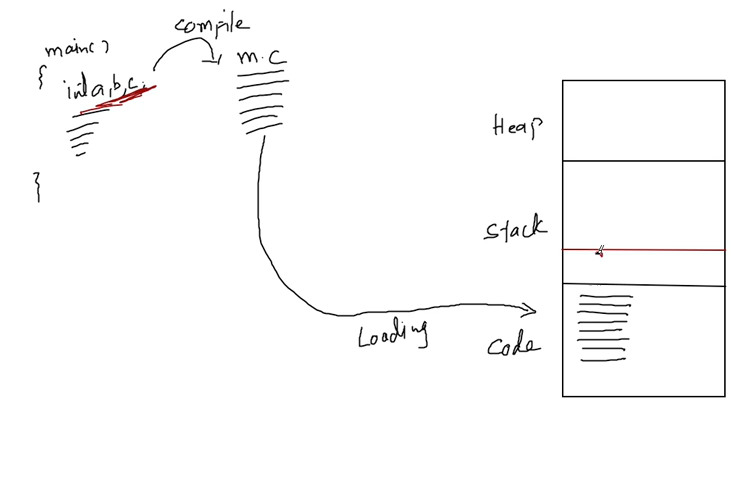 main()
{
int a,b,c;
}
compile
m.c
Loading
Heap
Stack
Code